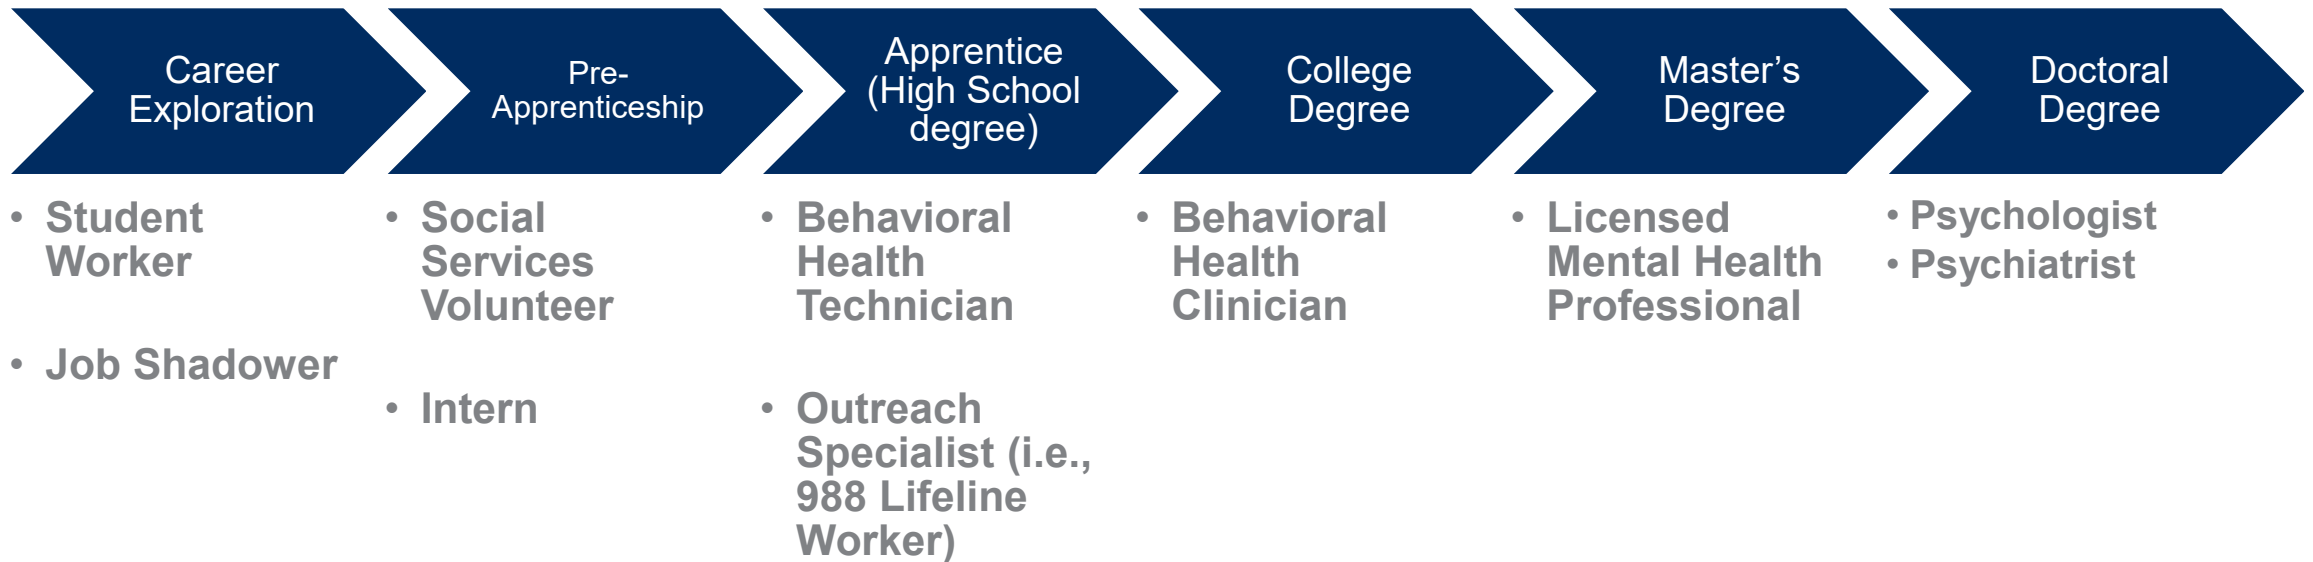 Career
Exploration
Pre-
Apprenticeship
Apprentice
(High School
degree)
College
Degree
Master’s
Degree
Doctoral
Degree
• Student
Worker
• Job Shadower
• Social
Services
Volunteer
• Intern
• Behavioral
Health
Technician
• Outreach
Specialist (i.e.,
988 Lifeline
Worker)
• Behavioral
Health
Clinician
• Licensed
Mental Health
Professional
• Psychologist
• Psychiatrist